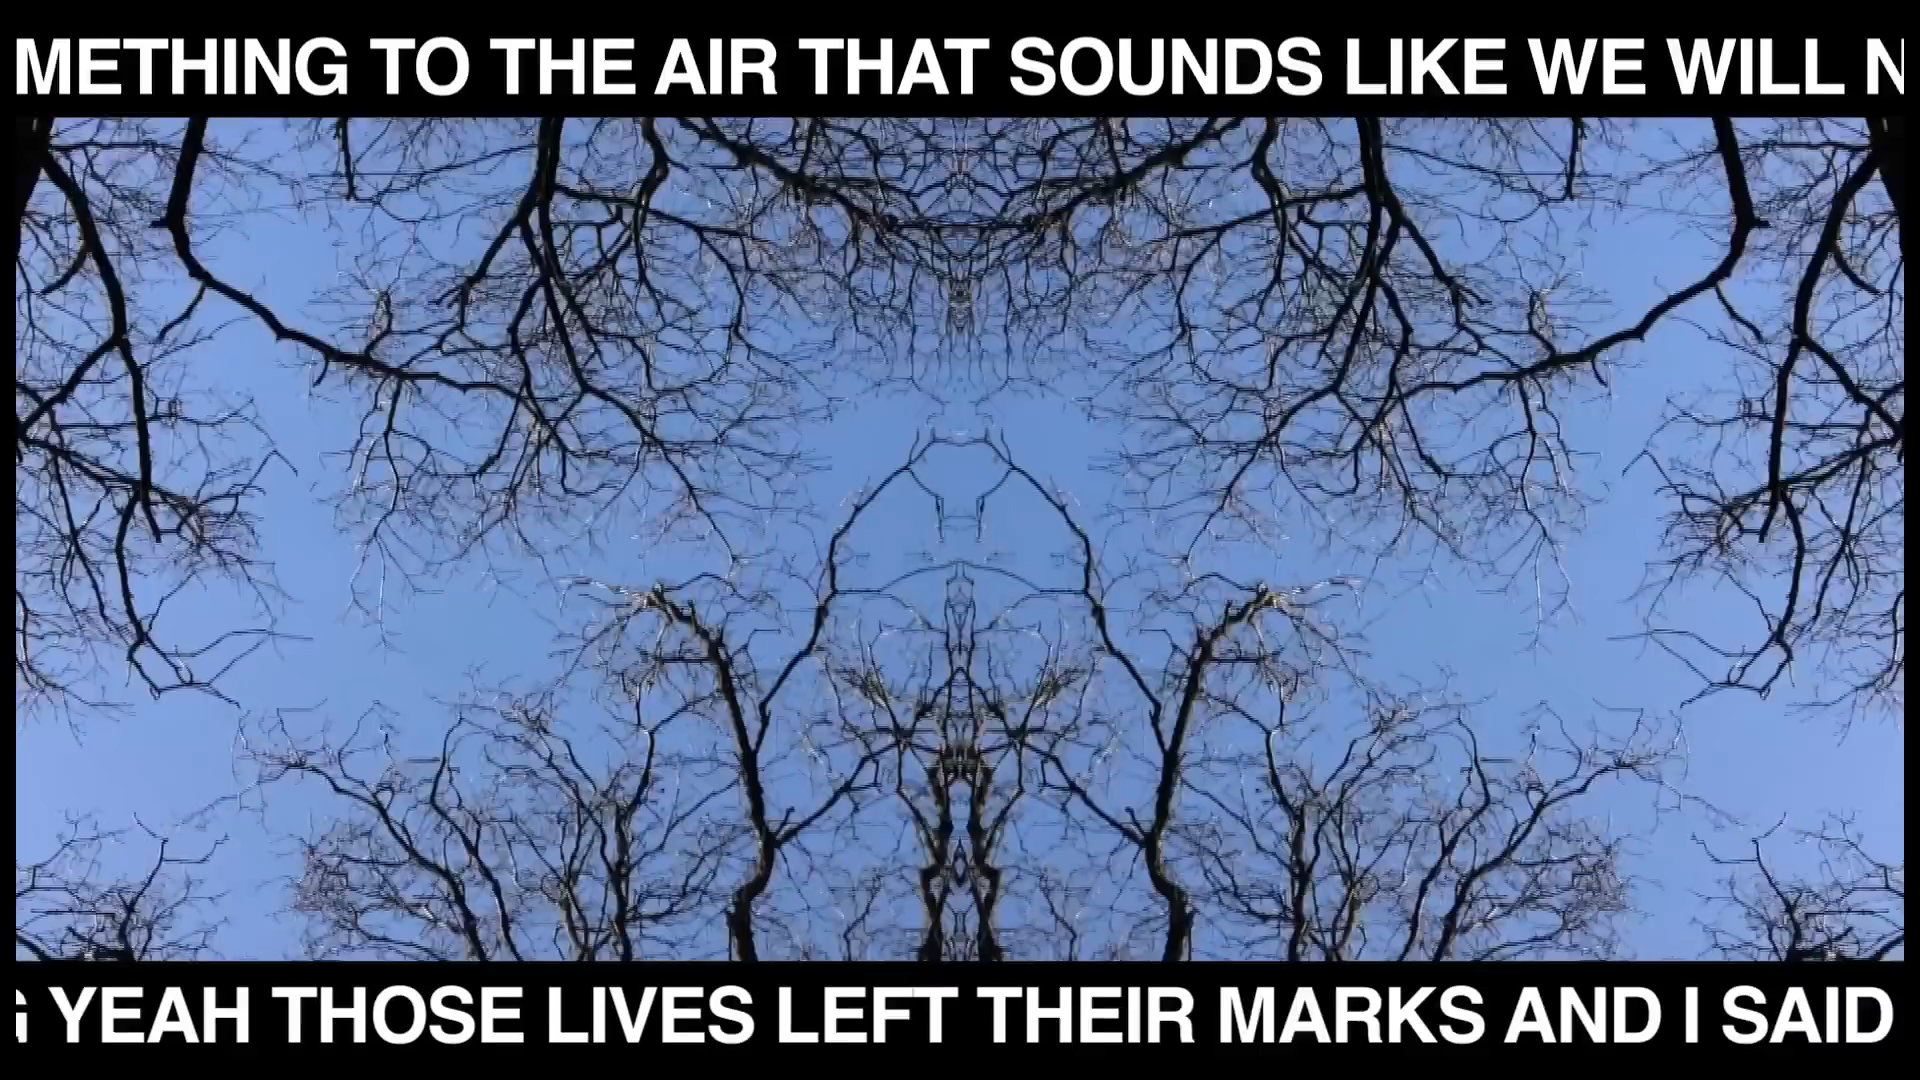 METHING TO THE AIR THAT SOUNDS LIKE WE WILL N
G YEAH THOSE LIVES LEFT THEIR MARKS AND I SAID